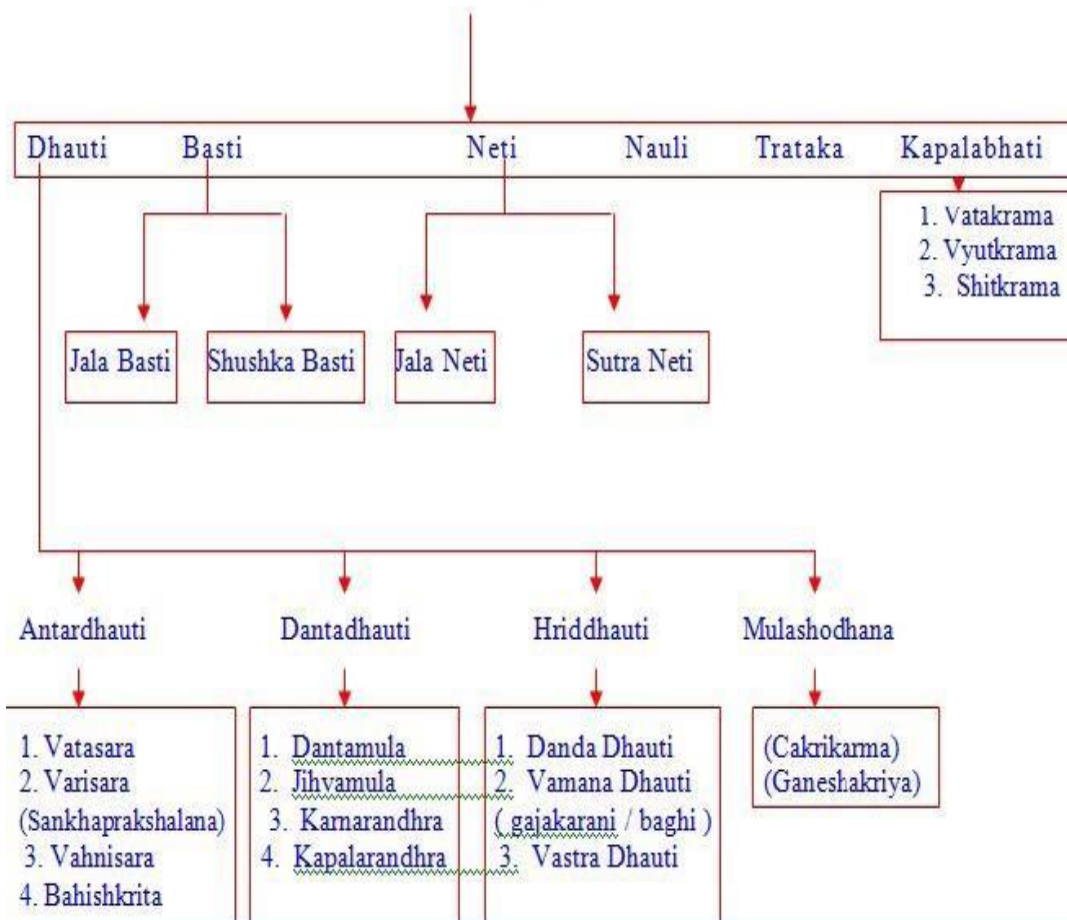 Dhauti Basti Neti Nauli Trataka Kapalabhati
1. Vatakrama
2. Vyutkrama
3. Shitkrama
Jala Basti
Shushka Basti
Jala Neti
Sutra Neti
Antardhauti
Dantadhauti
Hriddhauti
Mulashodhana
1. Vatasara
2. Varisara
(Sankhaprakshalana)
3. Vahnisara
4. Bahishkrita
1. Dantamula
2. Jihvamula
3. Karnarandhra
4. Kapalarandhra
1. Danda Dhauti
2. Vamana Dhauti
( gajakarani / baghi )
3. Vastra Dhauti
(Cakrikarma)
(Ganeshakriya)